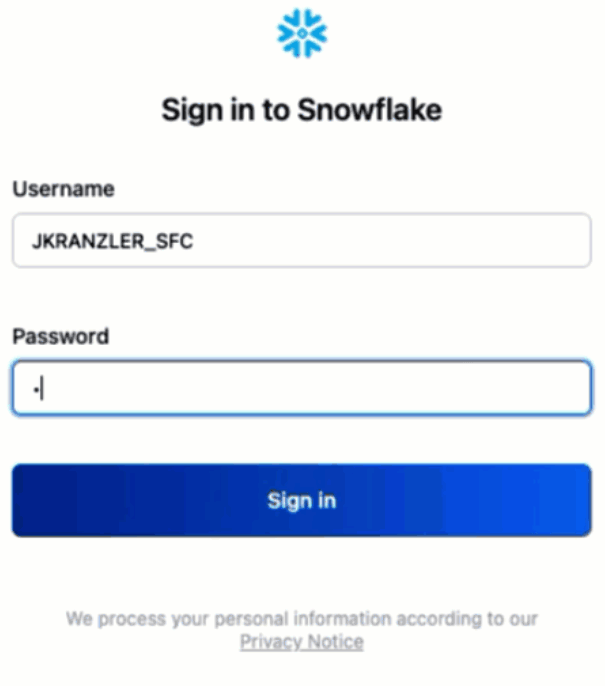 Sign in to Snowflake
Username
JKRANZLER_SFC
Password
Sign in
We process your personal information according to our
Privacy Notice